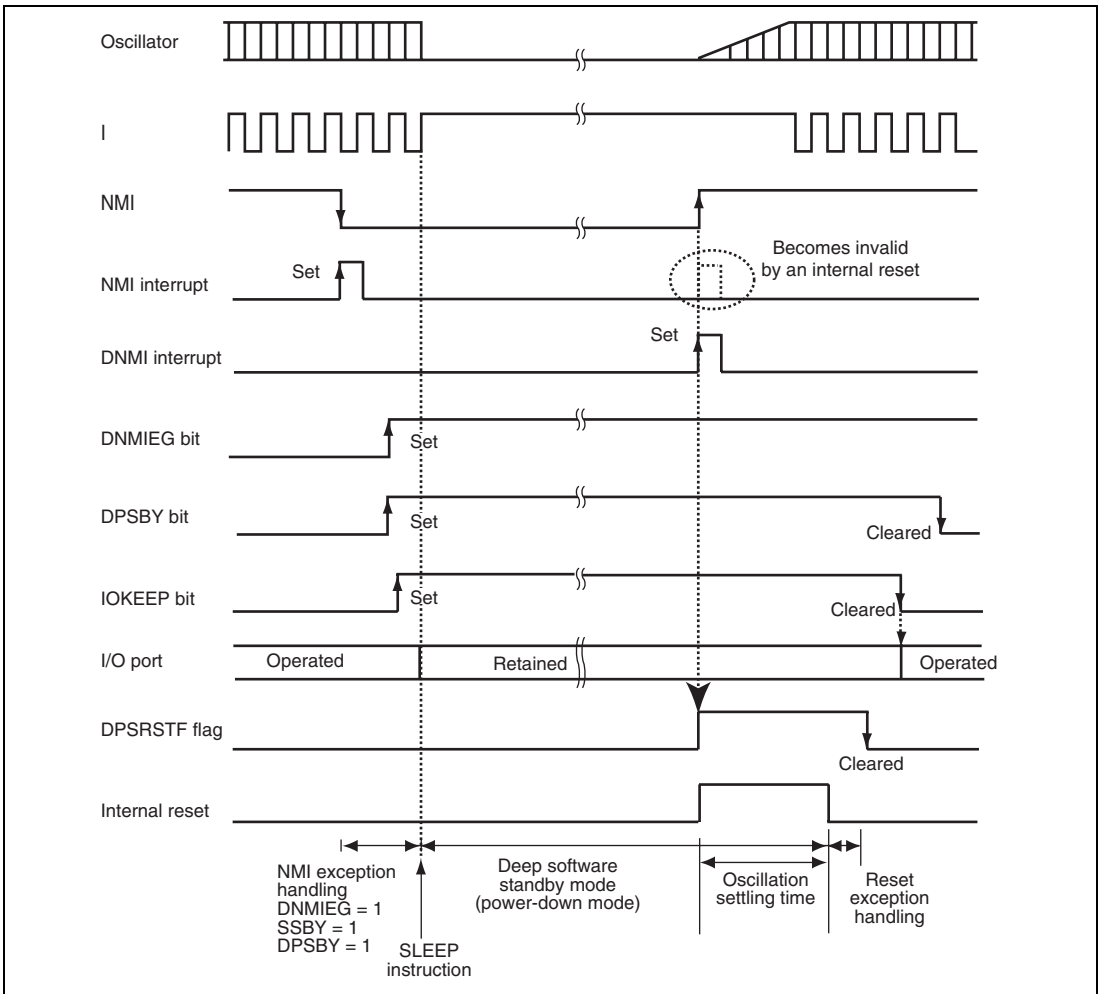 Oscillator
I
NMI
Becomes invalid
by an internal reset
NMI interrupt
Set
DNMI interrupt
Set
DNMIEG bit
Set
DPSBY bit
Set
Cleared
IOKEEP bit
Set
Cleared
I/O port
Operated
Retained
Operated
DPSRSTF flag
Cleared
Internal reset
NMI exception
handling
DNMIEG = 1
SSBY = 1
DPSBY = 1
SLEEP
instruction
Deep software
standby mode
(power-down mode)
Oscillation
settling time
Reset
exception
handling